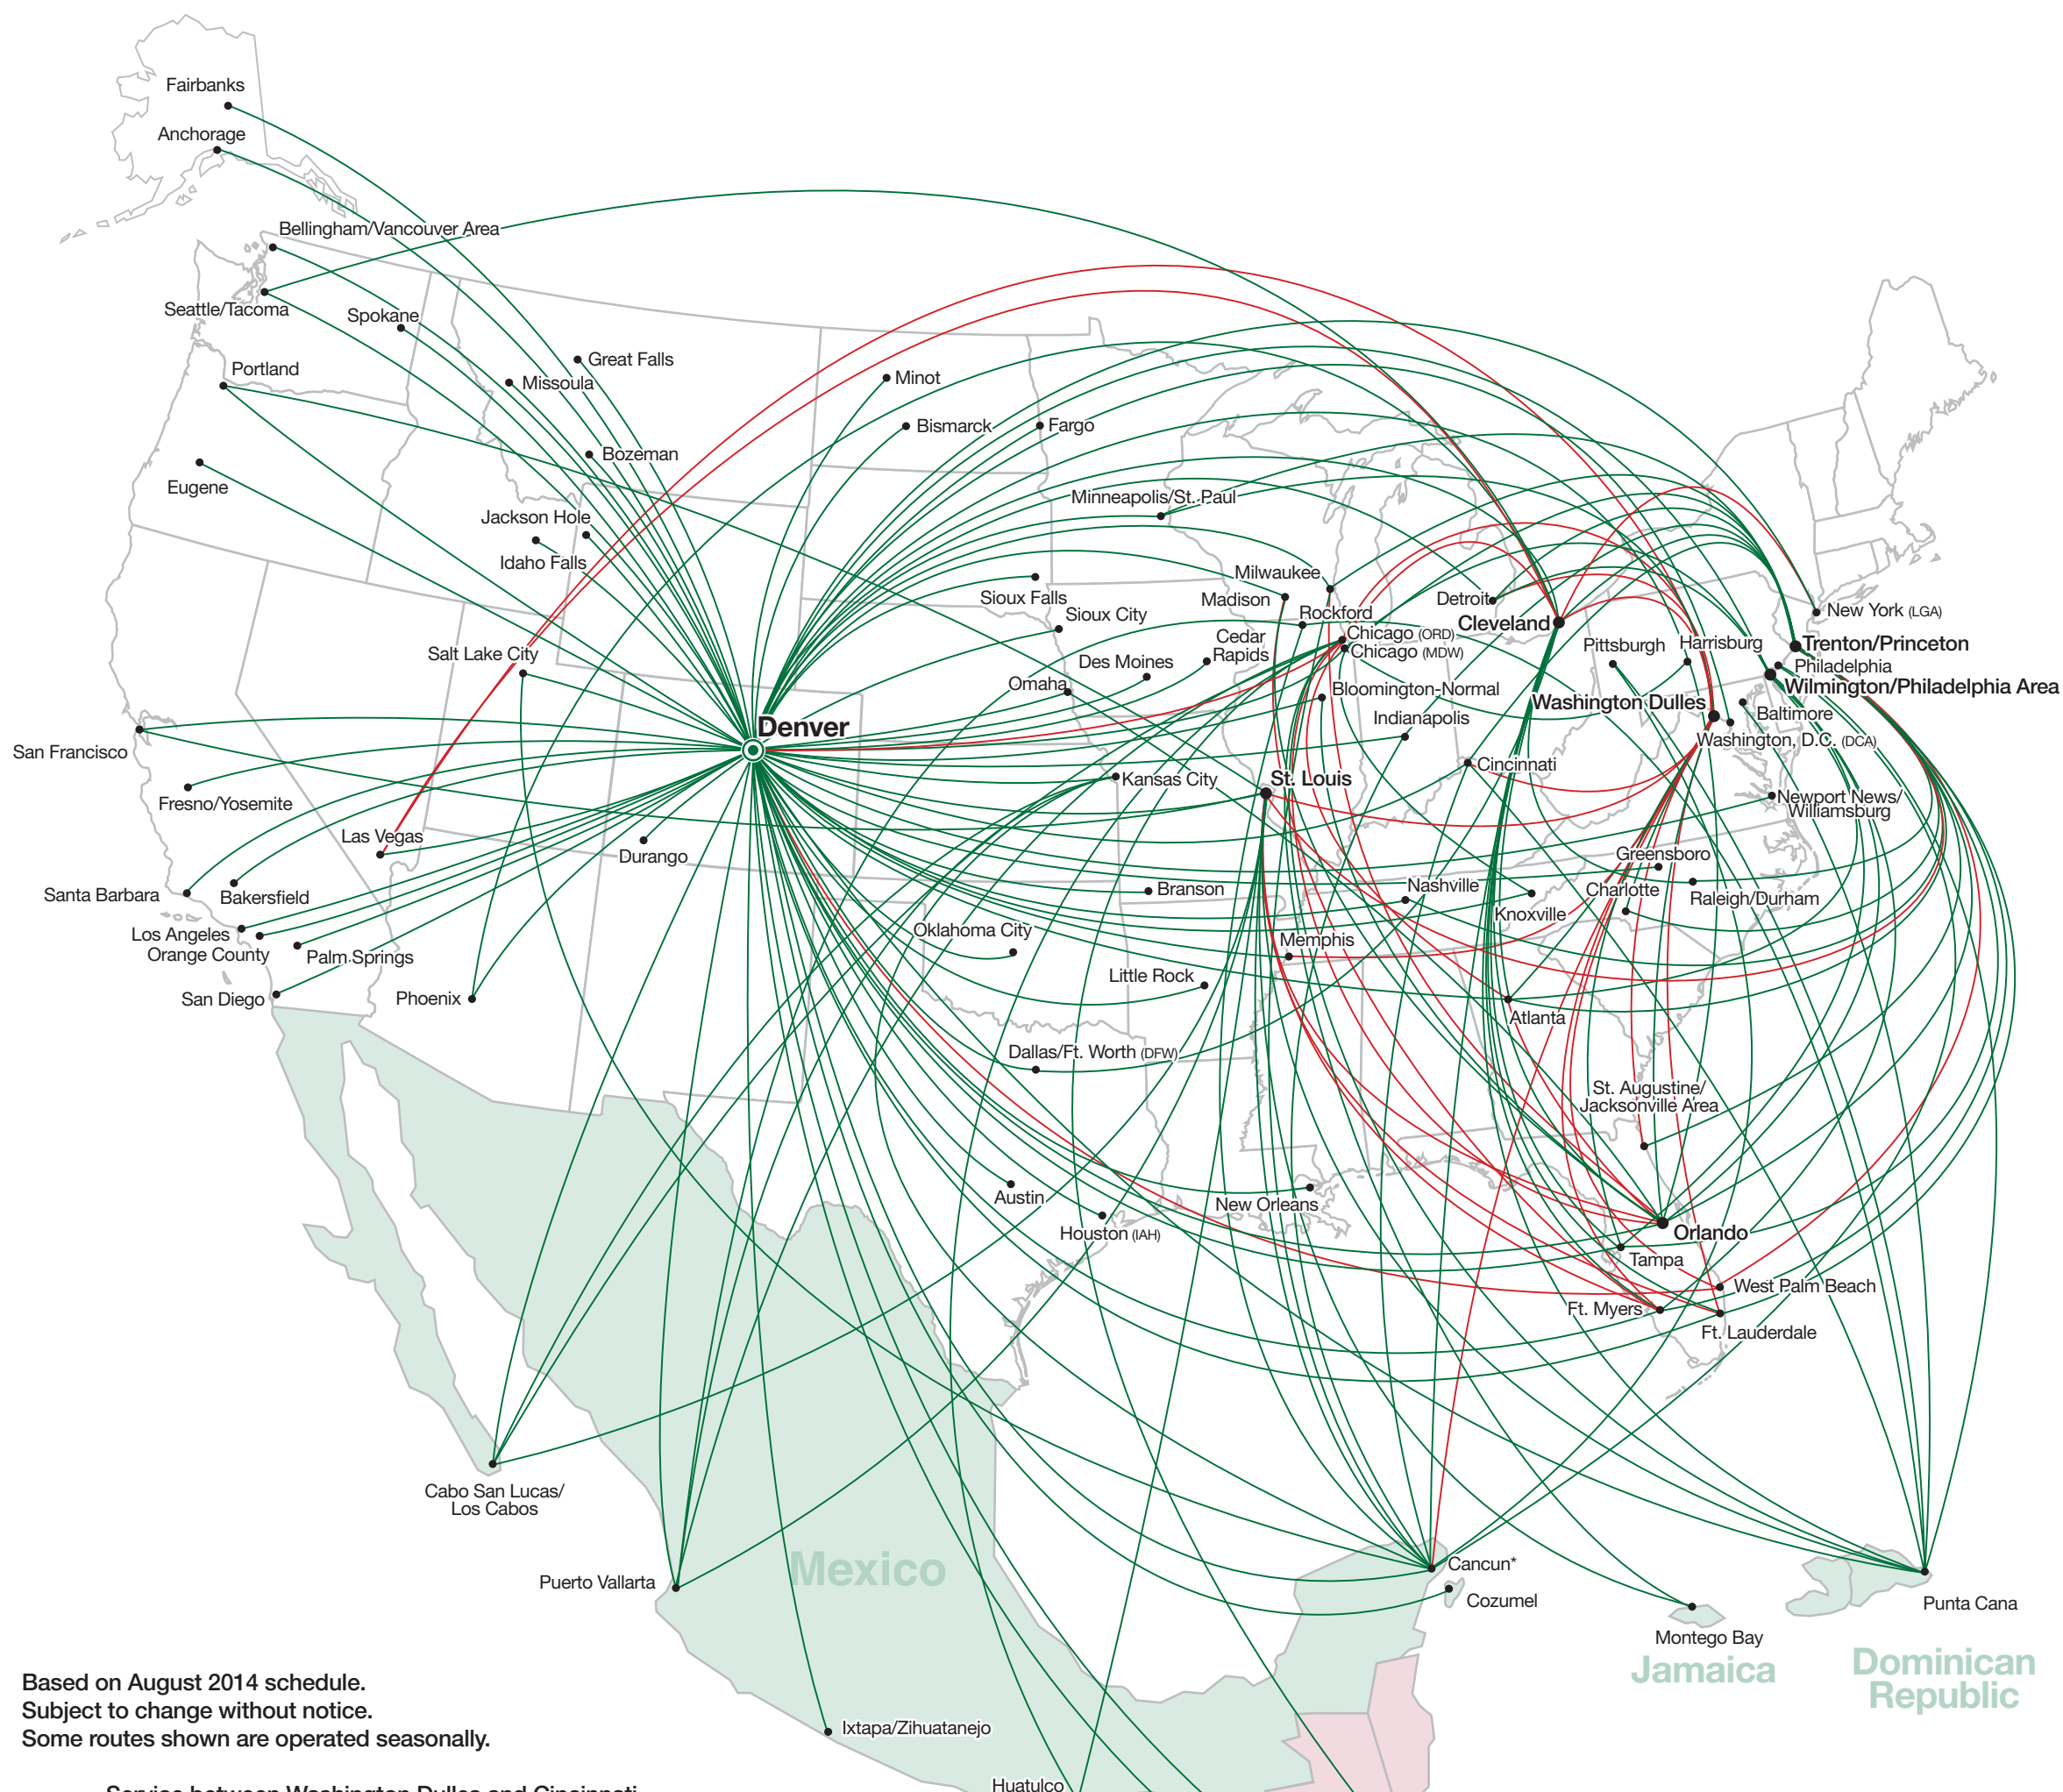 Fairbanks
Anchorage
Bellingham/Vancouver Area
Seattle/Tacoma
Spokane
Great Falls
Portland
Missoula
Minot
Bismarck
Fargo
Bozeman
Eugene
Minneapolis/St. Paul
Jackson Hole
Idaho Falls
Milwaukee
Sioux Falls
Madison
Detroit
Rockford
Sioux City
New York (LGA)
Cleveland
Chicago (ORD)
Chicago (MDW)
Cedar
Rapids
Pittsburgh
Harrisburg
Trenton/Princeton
Salt Lake City
Des Moines
Philadelphia
Omaha
Wilmington/Philadelphia Area
Bloomington-Normal
Washington Dulles
Denver
Indianapolis
Baltimore
San Francisco
Washington, D.C. (DCA)
Cincinnati
Kansas City
St. Louis
Fresno/Yosemite
Newport News/
Williamsburg
Las Vegas
Durango
Greensboro
Santa Barbara
Bakersfield
Branson
Nashville
Charlotte
Raleigh/Durham
Knoxville
Los Angeles
Orange County
Palm Springs
Oklahoma City
Memphis
Little Rock
San Diego
Phoenix
Atlanta
Dallas/Ft. Worth (DFW)
St. Augustine/
Jacksonville Area
Austin
New Orleans
Houston (IAH)
Orlando
Tampa
West Palm Beach
Ft. Myers
Ft. Lauderdale
Cabo San Lucas/
Los Cabos
Mexico
Cancun*
Puerto Vallarta
Cozumel
Punta Cana
Montego Bay
Jamaica
Dominican
Republic
Based on August 2014 schedule.
Subject to change without notice.
Some routes shown are operated seasonally.
Ixtapa/Zihuatanejo
Huatulco
Service between Washington Dulles and Cincinnati